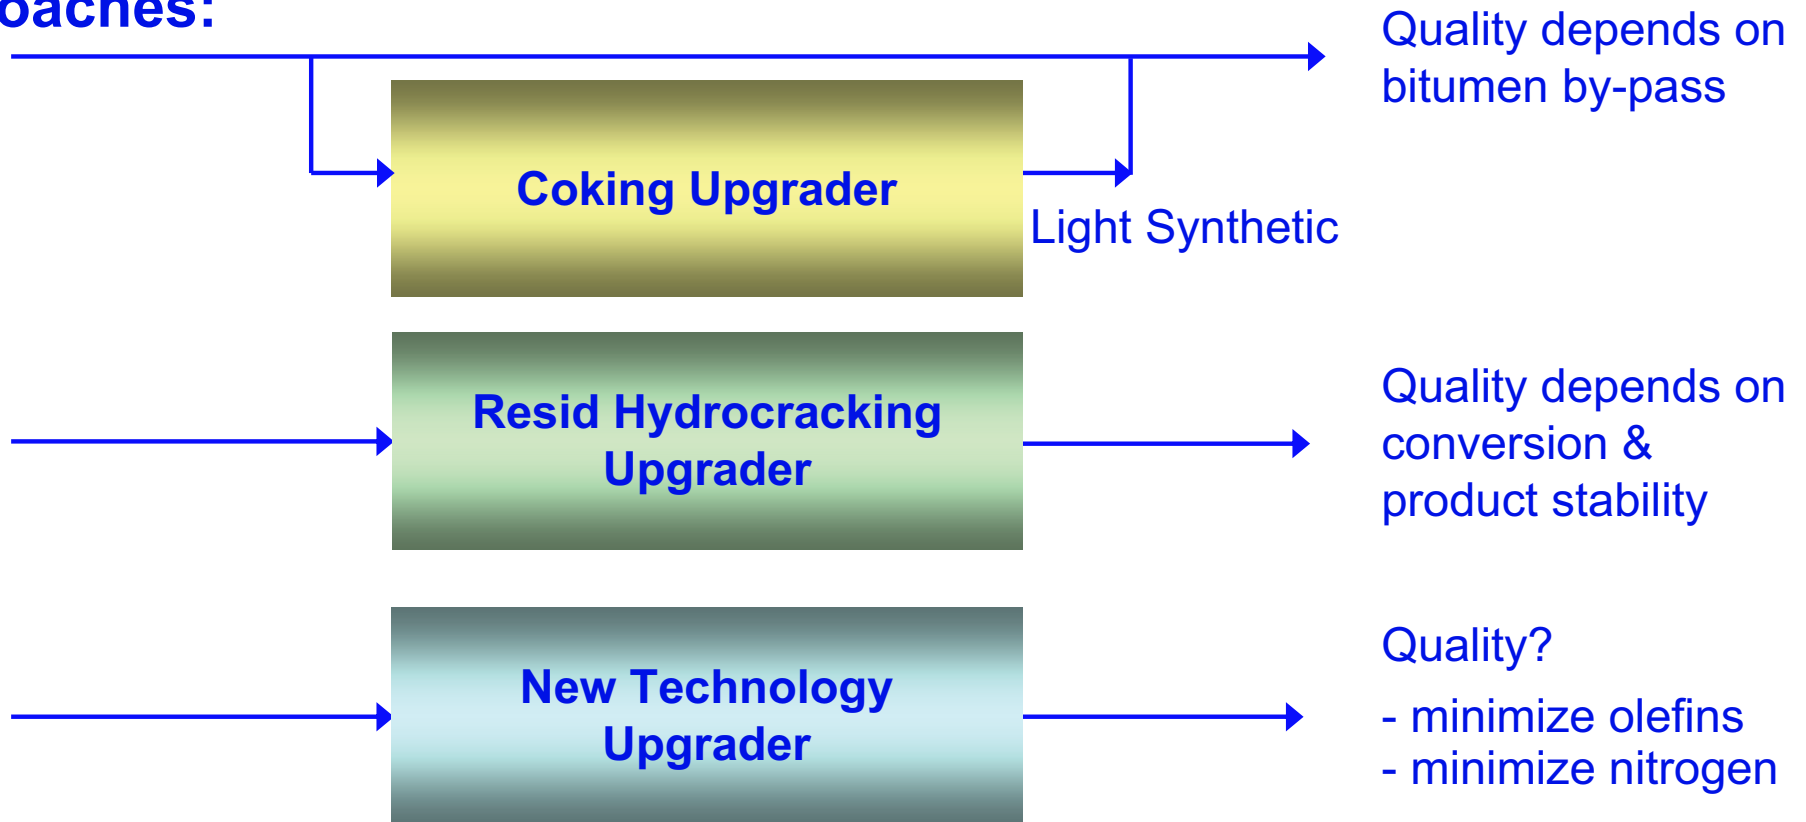 Quality depends on
bitumen by-pass
Coking Upgrader
Light Synthetic
Resid Hydrocracking
Upgrader
Quality depends on
conversion &
product stability
New Technology
Upgrader
Quality?
- minimize olefins
- minimize nitrogen